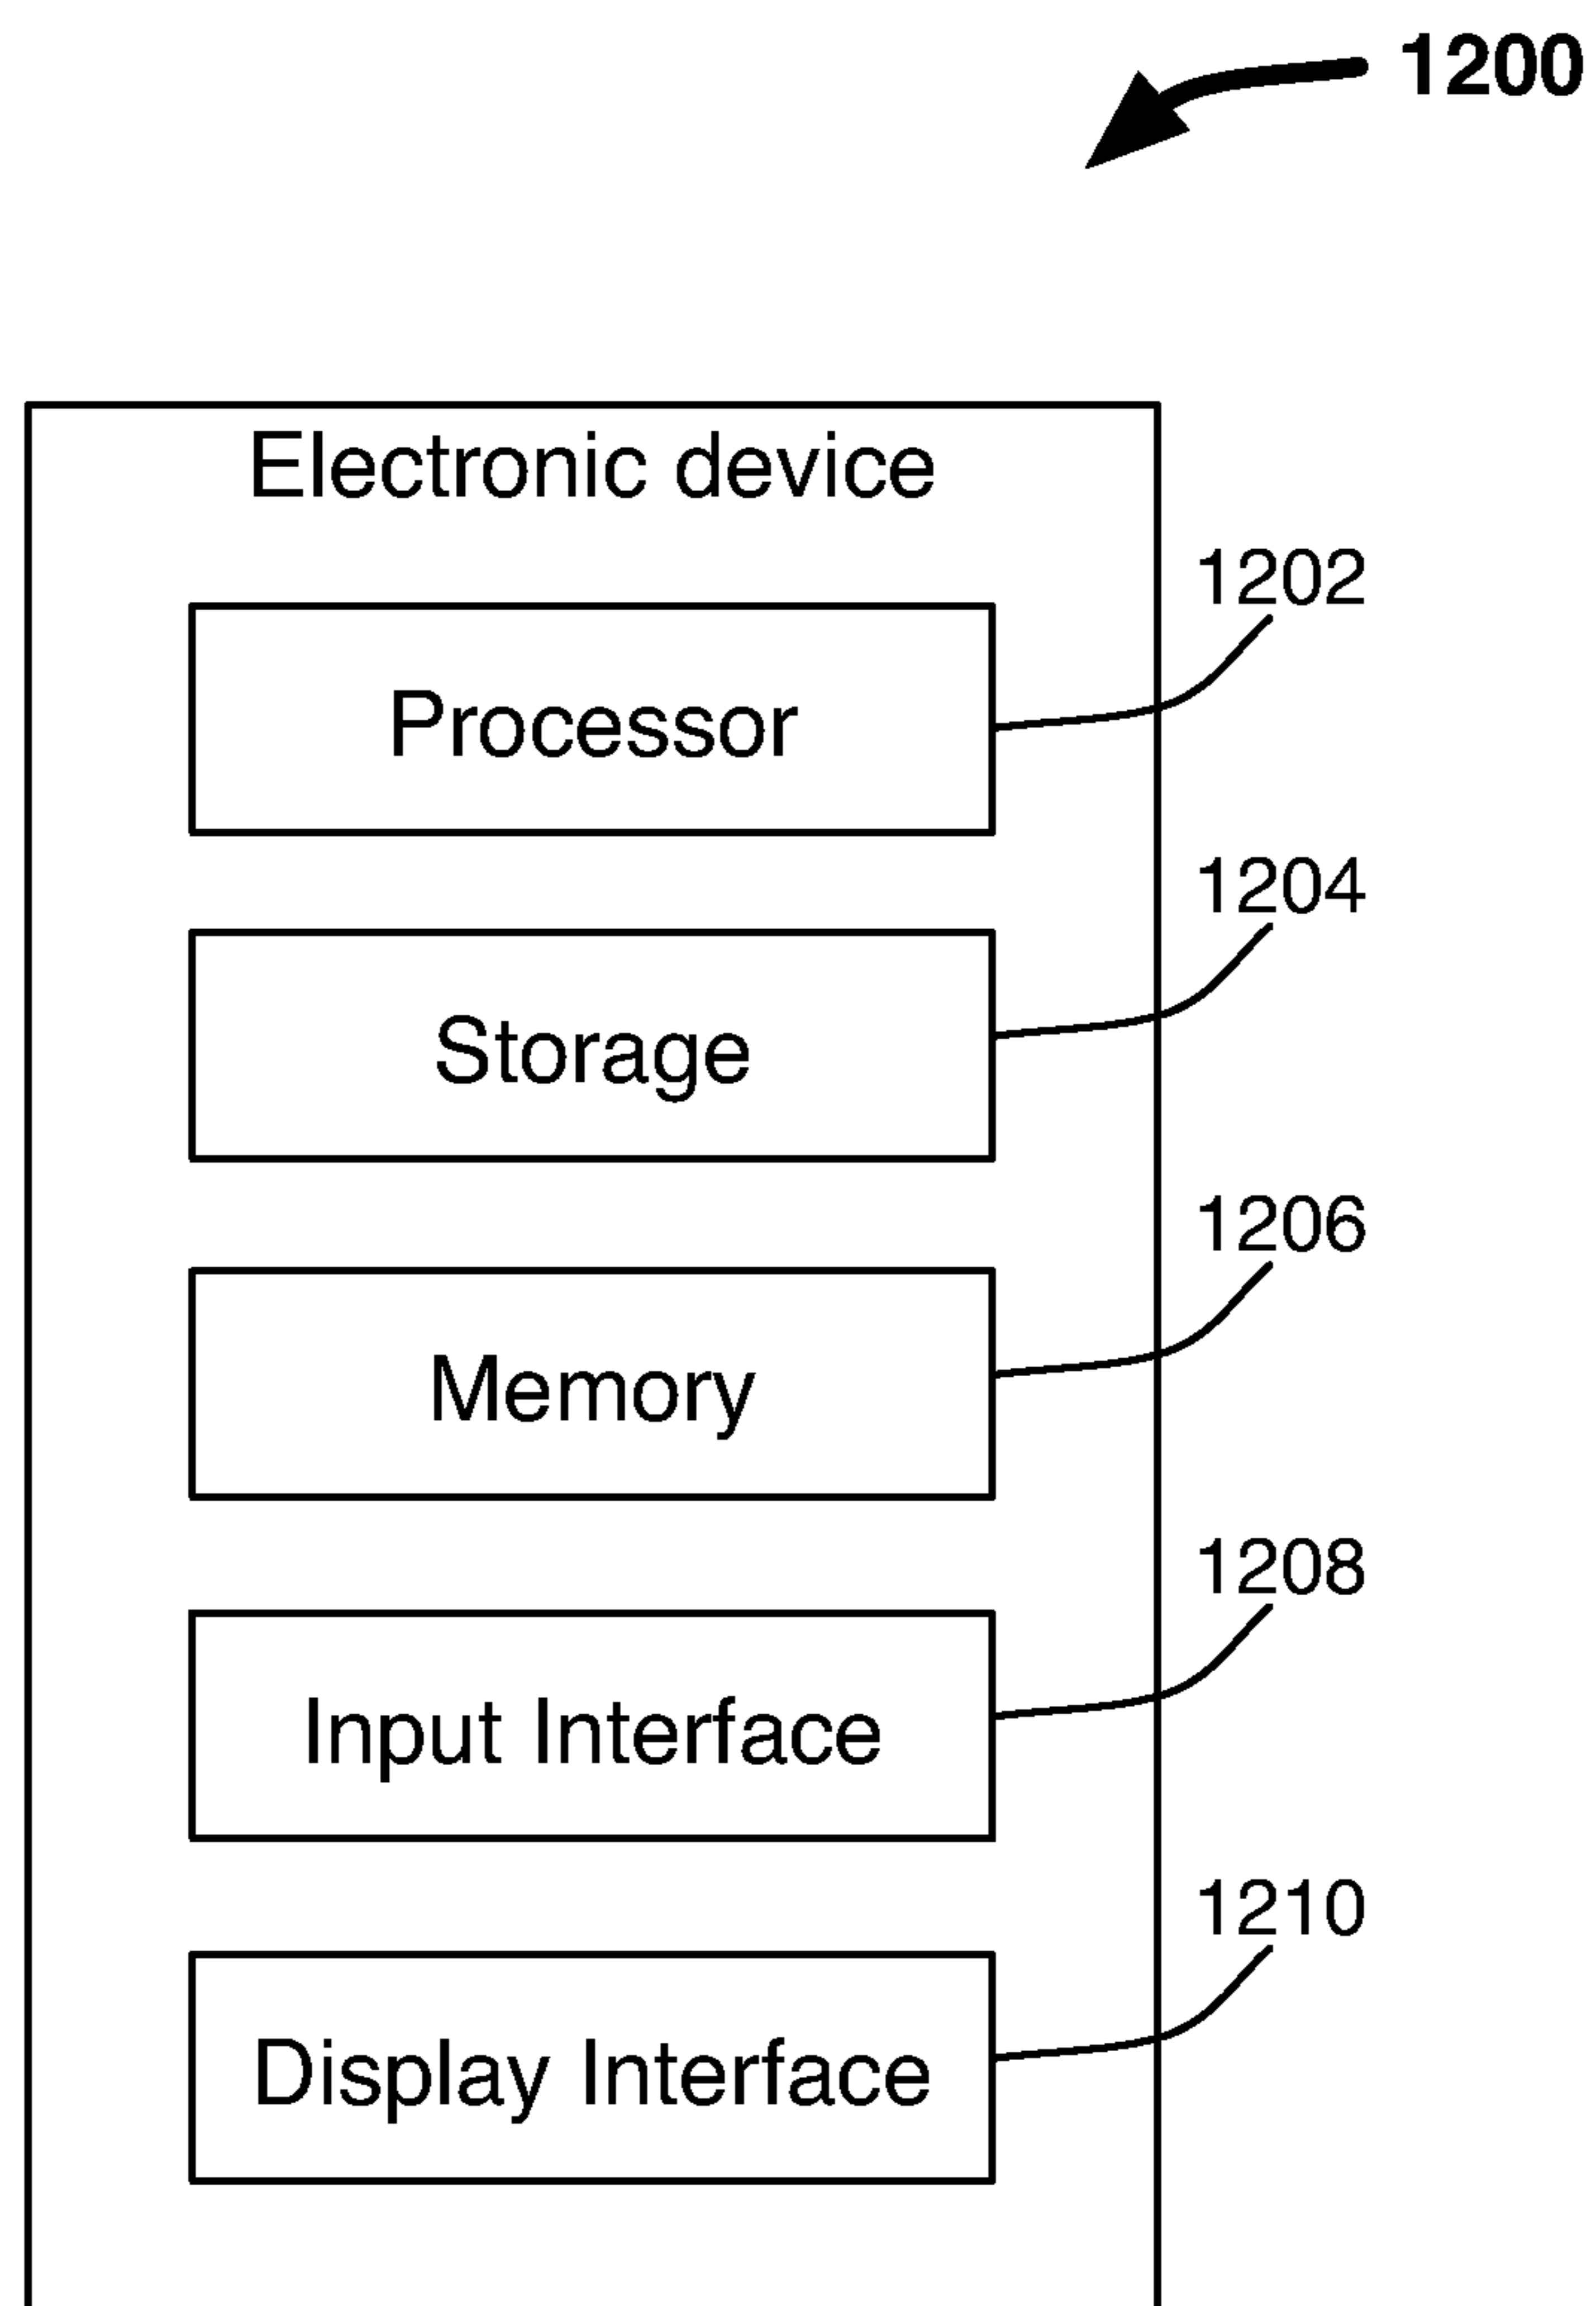 1200
Electronic device
1202
Processor
1204
Storage
1206
Memory
1208
Input Interface
1210
Display Interface